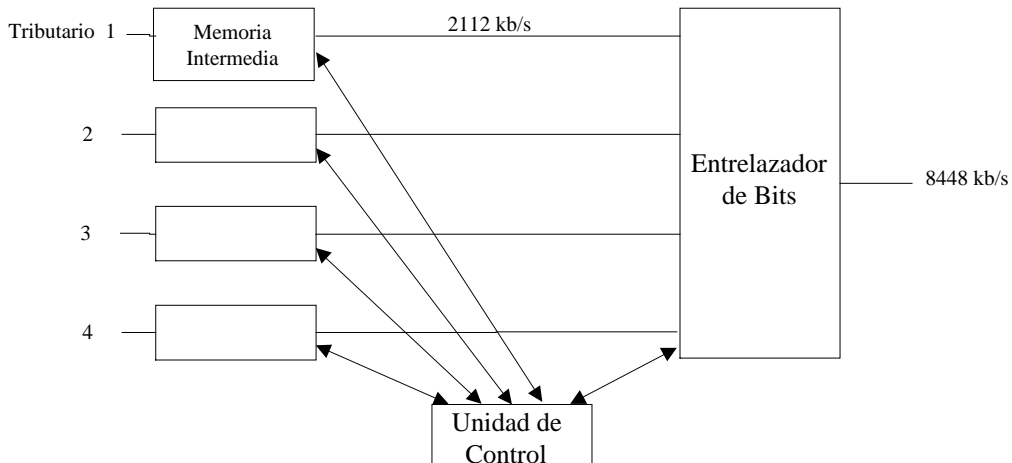 Tributario 1
Memoria
Intermedia
2112 kb/s
2
3
4
Entrelazador
de Bits
8448 kb/s
Unidad de
Control